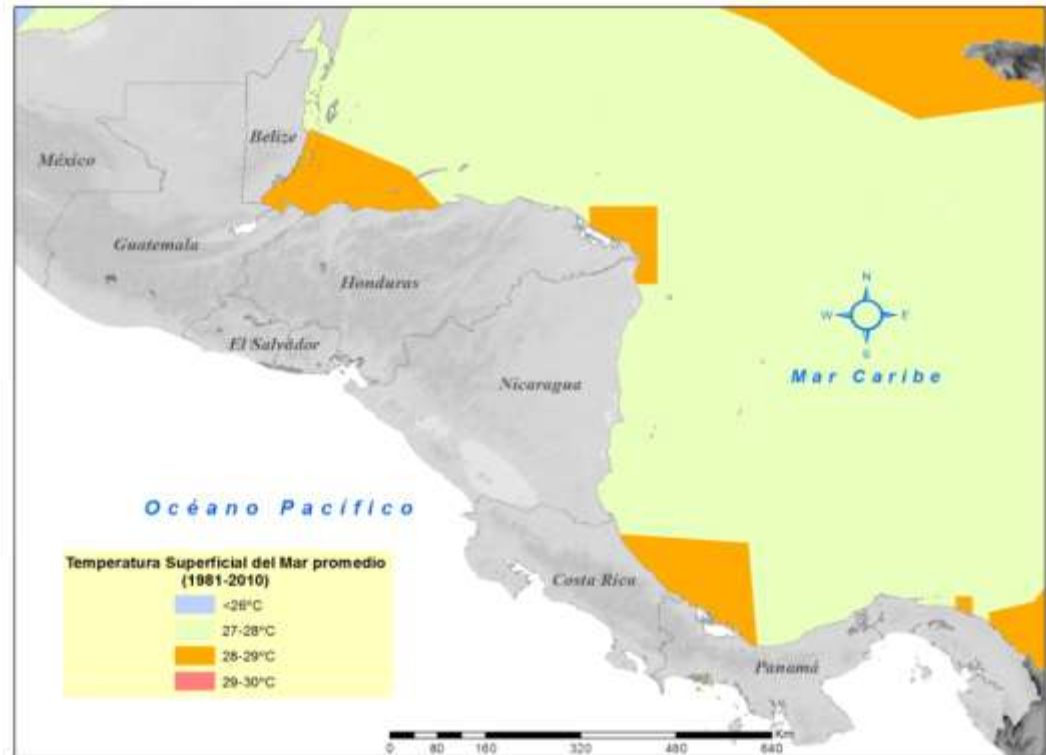 Belize
México
Guatemala
Honduras
El Salvádor
Nicaragua
N
W E
S
Mar Caribe
Océano Pacífico
Temperatura Superficial del Mar promedio
(1981-2010)
<26°C
27-28°C
28-29°C
29-30°C
Costa Rica
Panamá
Km
0 80 160 320 480 640